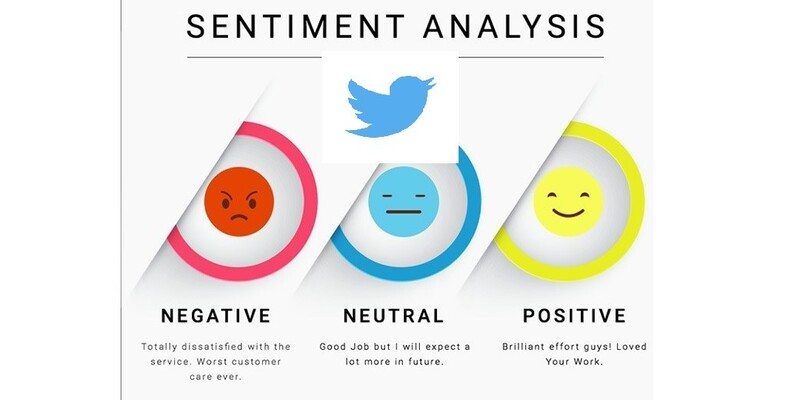 SENTIMENT ANALYSIS
NEGATIVE
Totally dissatisfied with the
service. Worst customer
care ever.
NEUTRAL
Good Job but I will expect a
lot more in future.
POSITIVE
Brilliant effort guys! Loved
Your Work.